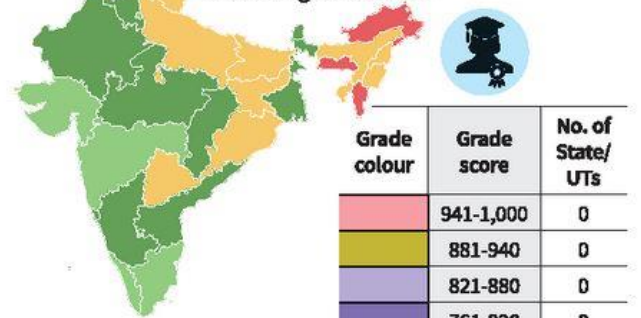 Grade colour
Grade score
No. of State/ UTs
941-1,000
0
881-940
0
821-880
0